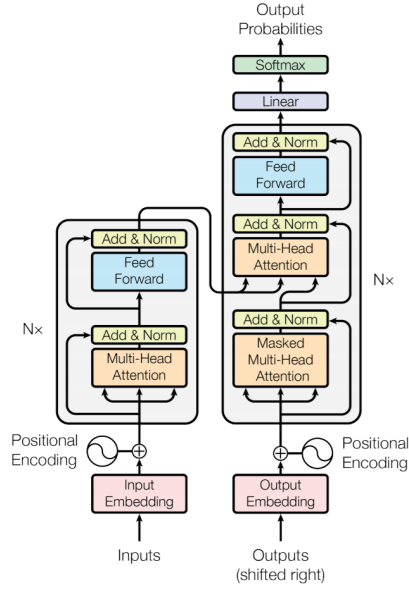 Output
Probabilities
Softmax
Linear
Add & Norm
Feed
Forward
Add & Norm
Multi-Head
Attention
Nx
Add & Norm
Masked
Multi-Head
Attention
Add & Norm
Feed
Forward
Nx
Add & Norm
Multi-Head
Attention
Positional
Encoding
Positional
Encoding
Input
Embedding
Output
Embedding
Inputs
Outputs
(shifted right)